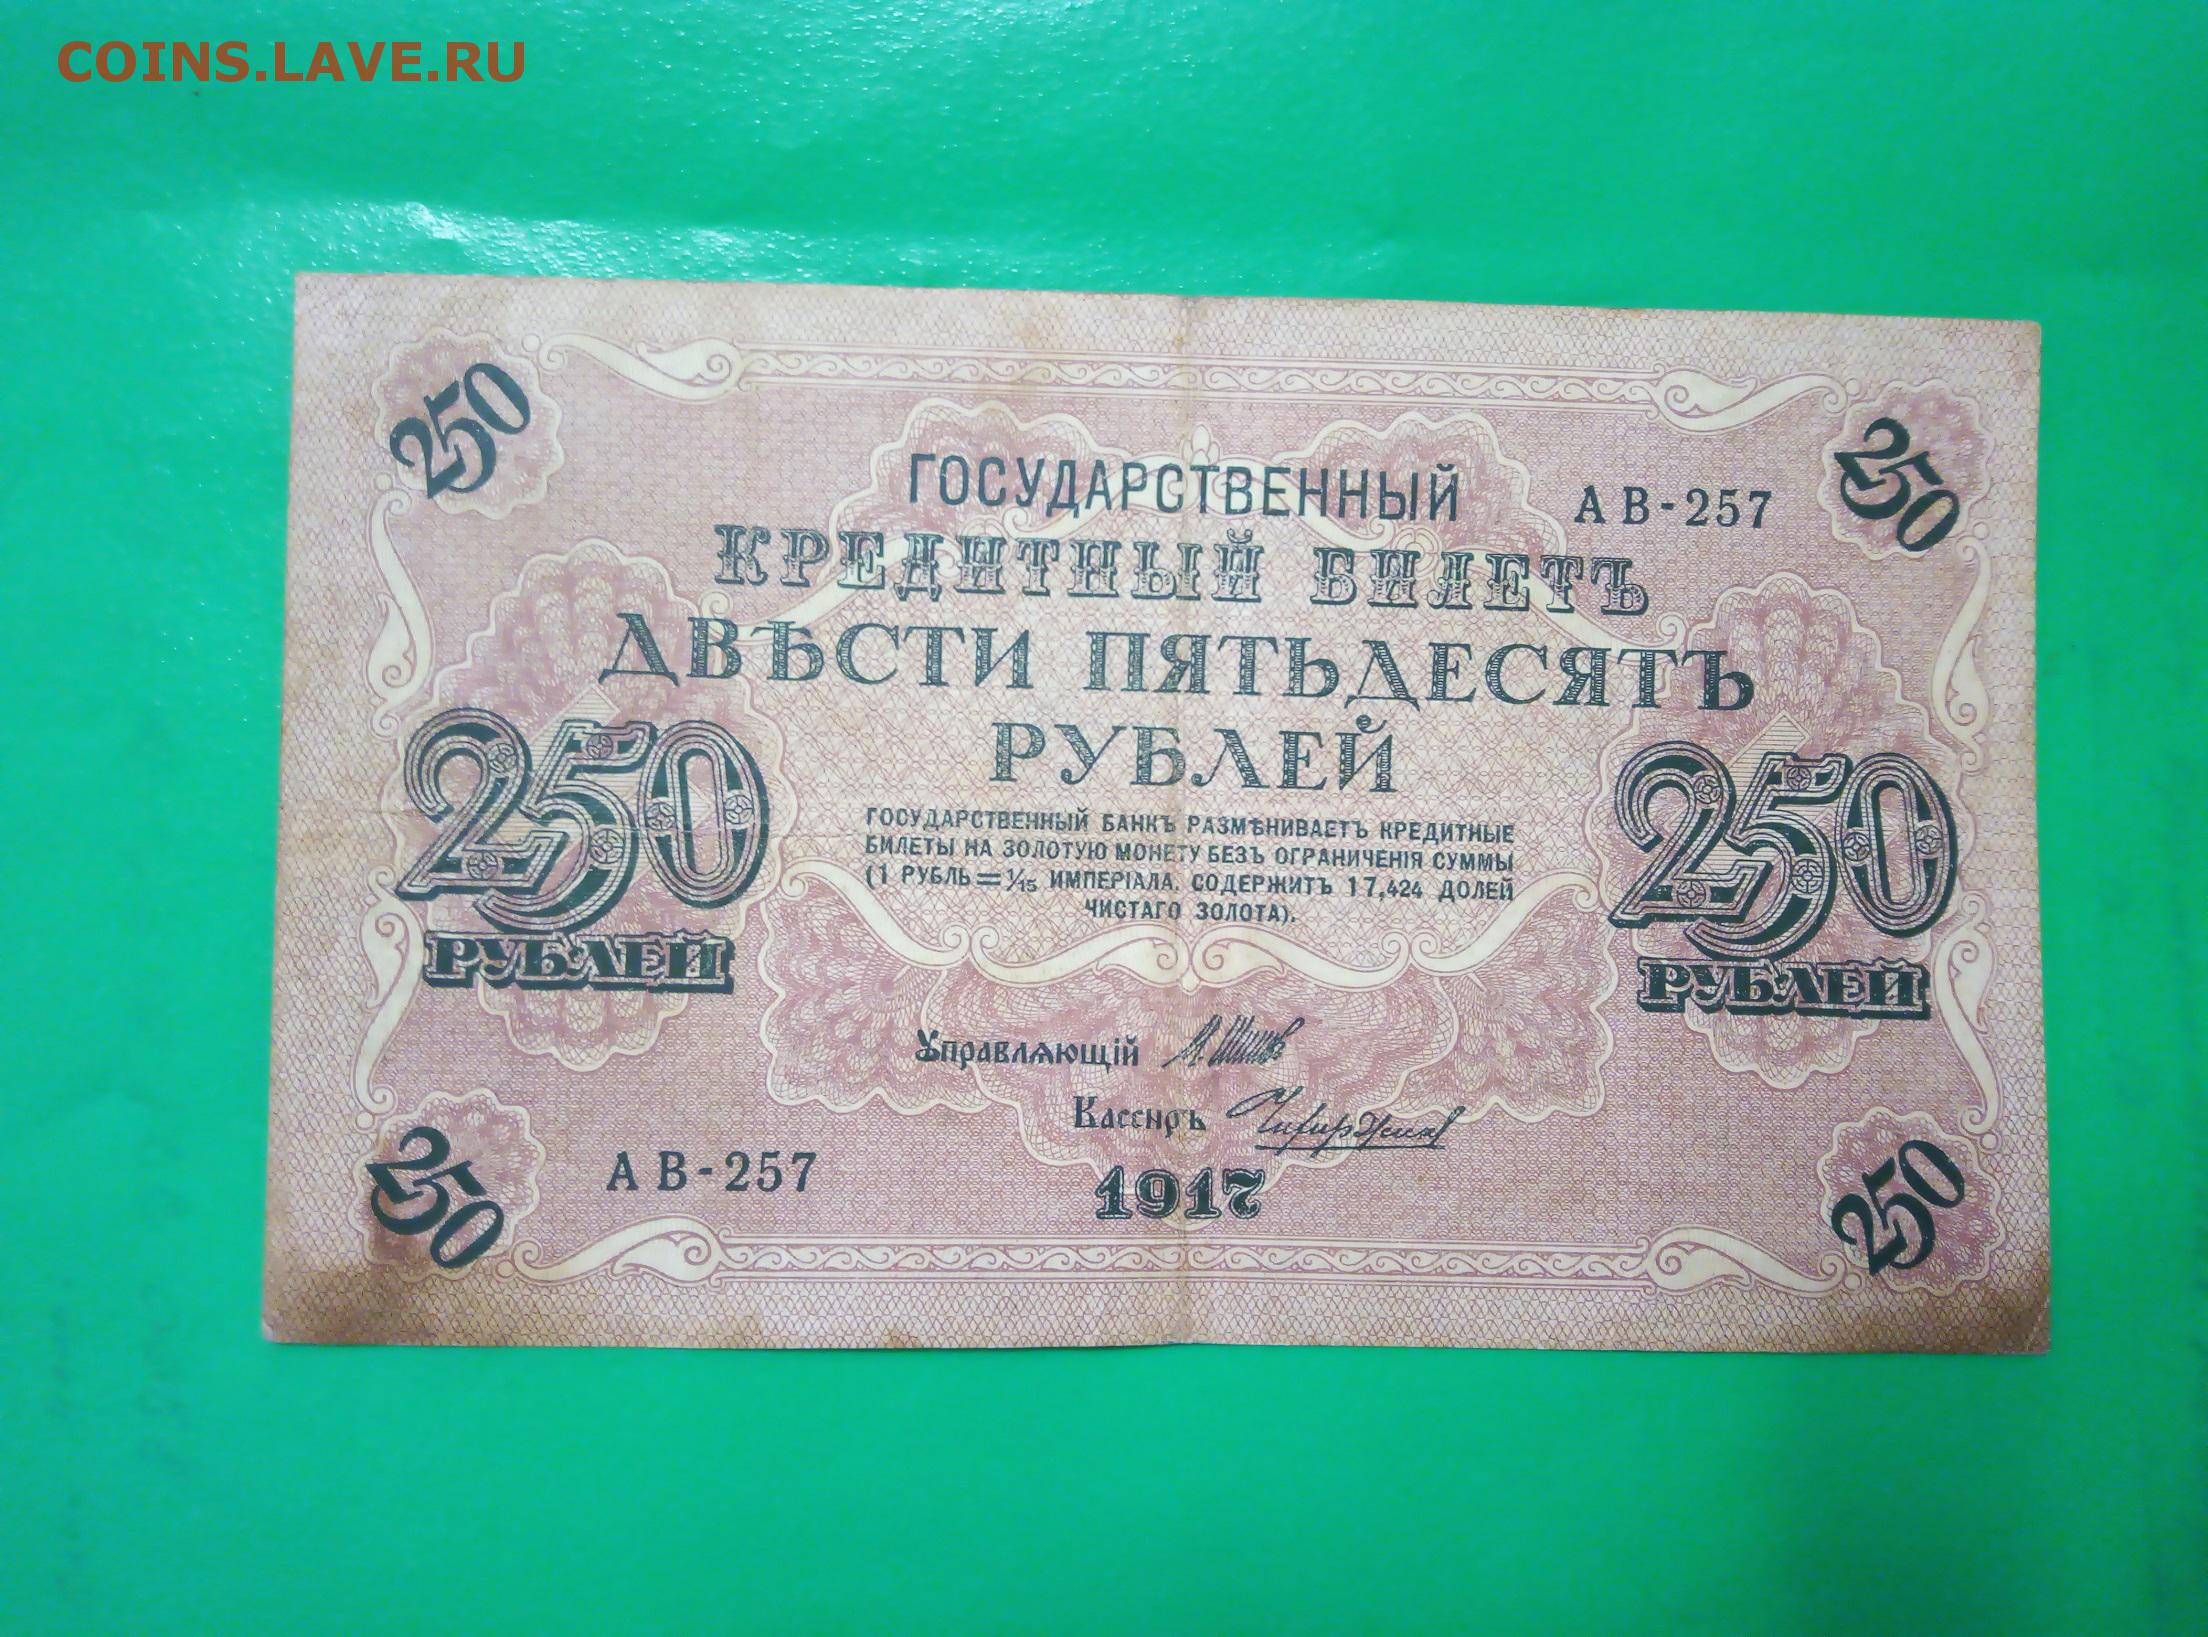 COINS.LAVE.RU
250
250
ГОСУДАРСТВЕННЫЙ
АВ-257
КРЕДИТНЫЙ БИЛЕТЪ
ДВѢСТИ ПЯТЬДЕСЯТЪ
РУБЛЕЙ
250
РУБЛЕЙ
250
РУБЛЕЙ
ГОСУДАРСТВЕННЫЙ БАНКЪ РАЗМѢНИВАЕТЪ КРЕДИТНЫЕ
БИЛЕТЫ НА ЗОЛОТУЮ МОНЕТУ БЕЗЪ ОГРАНИЧЕНІЯ СУММЫ
(1 РУБЛЬ = 1/15 ИМПЕРІАЛА, СОДЕРЖИТЪ 17,424 ДОЛЕЙ
ЧИСТАГО ЗОЛОТА).
Управляющій
Кассиръ
АВ-257
1917
250
250